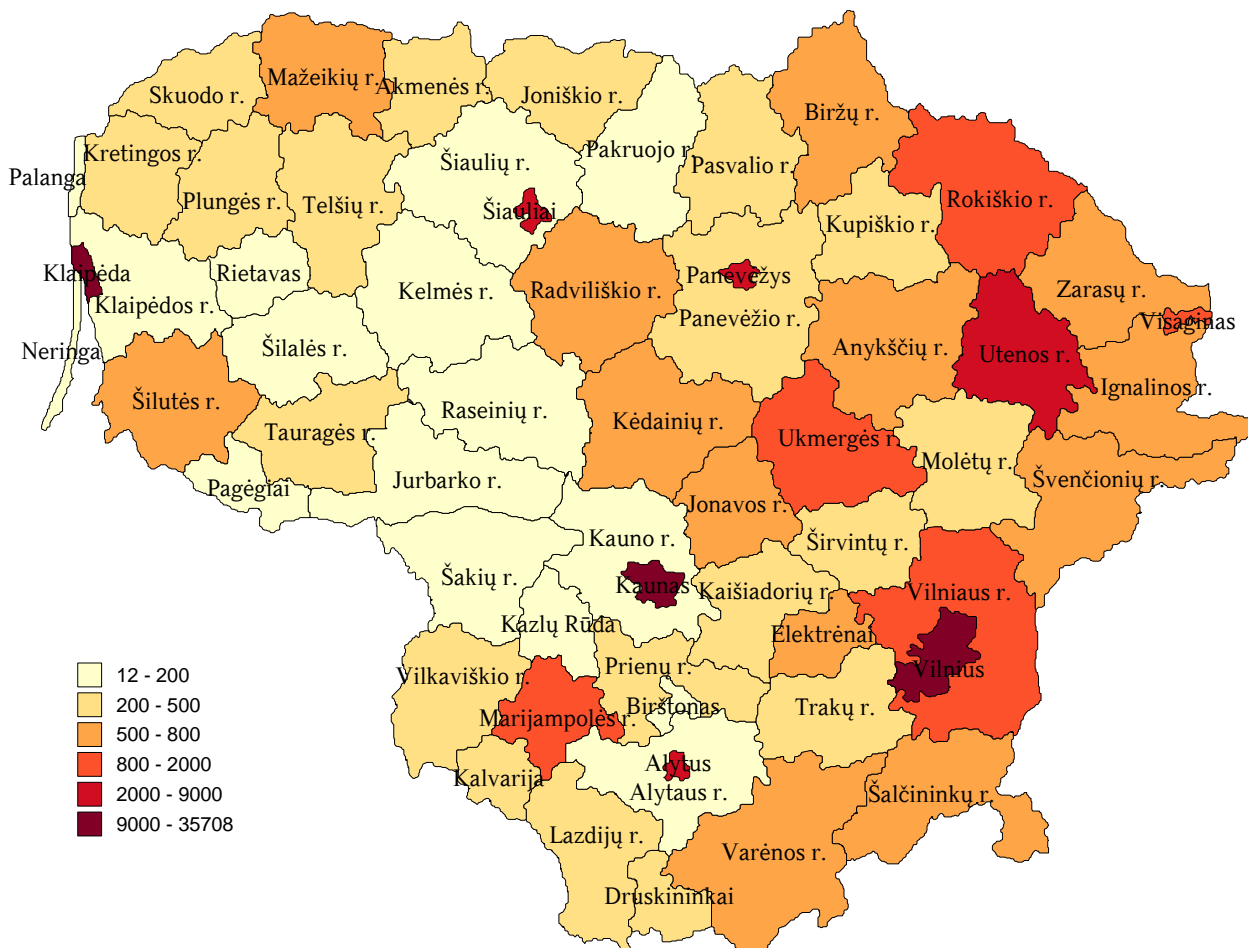 Mažeikių r.
Akmenės r.
Joniškio r.
Skuodo r.
Biržų r.
Kretingos r.
Šiaulių r.
Pakruojo r.
Pasvalio r.
Palanga
Plungės r.
Telšių r.
Šiauliai
Rokiškio r.
Kupiškio r.
Klaipėda
Rietavas
Klaipėdos r.
Kelmės r.
Radviliškio r.
Panevėžys
Zarasų r.
Panevėžio r.
Visaginas
Neringa
Šilalės r.
Anykščių r.
Utenos r.
Ignalinos r.
Šilutės r.
Raseinių r.
Tauragės r.
Kėdainių r.
Ukmergės r.
Molėtų r.
Švenčionių r.
Pagėgiai
Jurbarko r.
Jonavos r.
Kauno r.
Širvintų r.
Šakių r.
Kaunas
Kaišiadorių r.
Vilniaus r.
Kazlų Rūda
Elektrėnai
Vilkaviškio r.
Prienų r.
Vilnius
Birštonas
Trakų r.
Marijampolės r.
Alytus
Kalvarija
Alytaus r.
Šalčininkų r.
Lazdijų r.
Varėnos r.
Druskininkai
12 - 200
200 - 500
500 - 800
800 - 2000
2000 - 9000
9000 - 35708